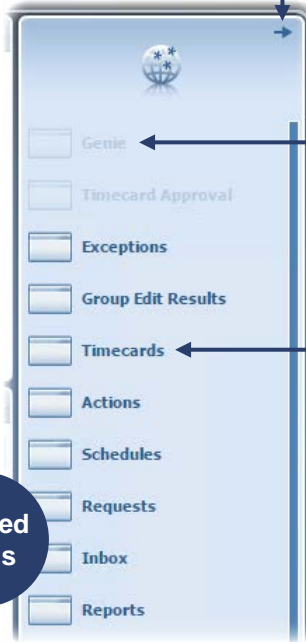 Genie
Timecard Approval
Exceptions
Group Edit Results
Timecards
Actions
Schedules
Requests
Inbox
Reports